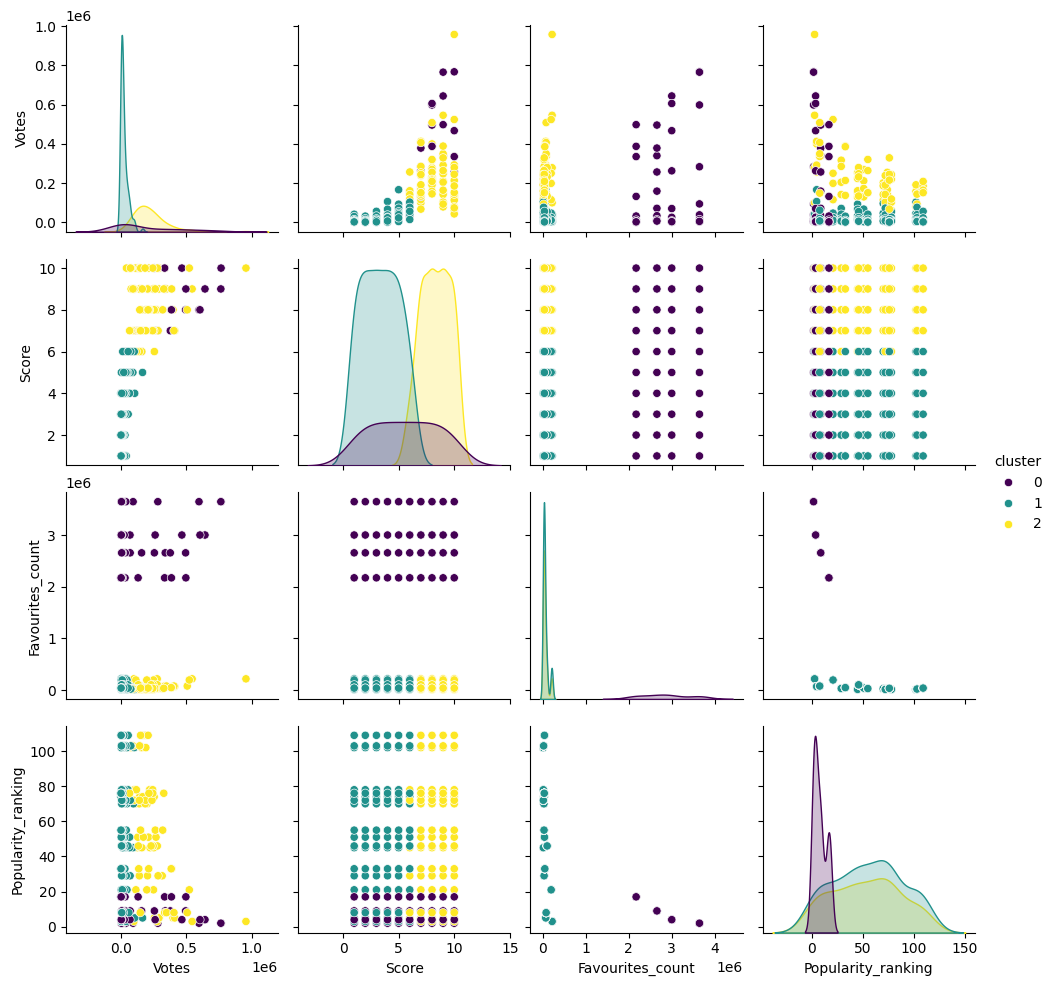 1e6
1.0
0.8
0.6
0.4
0.2
0.0
Votes
10
8
6
4
2
Score
1e6
3
2
1
0
Favourites_count
100
80
60
40
20
0
Popularity_ranking
0.0 0.5 1.0
1e6
Votes
0 5 10 15
Score
0 1 2 3 4
1e6
Favourites_count
0 50 100 150
Popularity_ranking
cluster
0
1
2